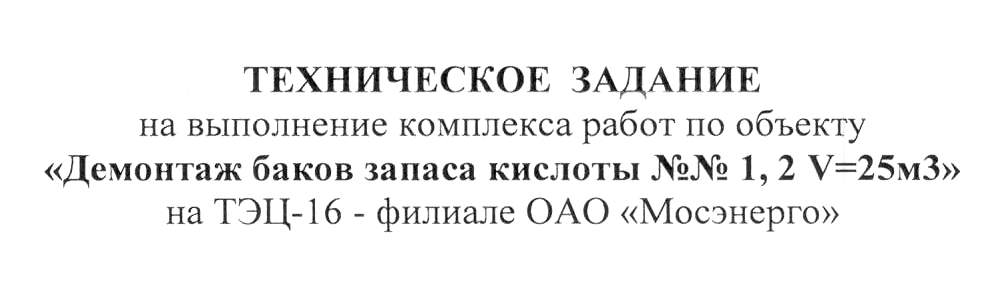 ТЕХНИЧЕСКОЕ ЗАДАНИЕ
на выполнение комплекса работ по объекту
«Демонтаж баков запаса кислоты №№ 1, 2 V=25м3»
на ТЭЦ-16 - филиале ОАО «Мосэнерго»